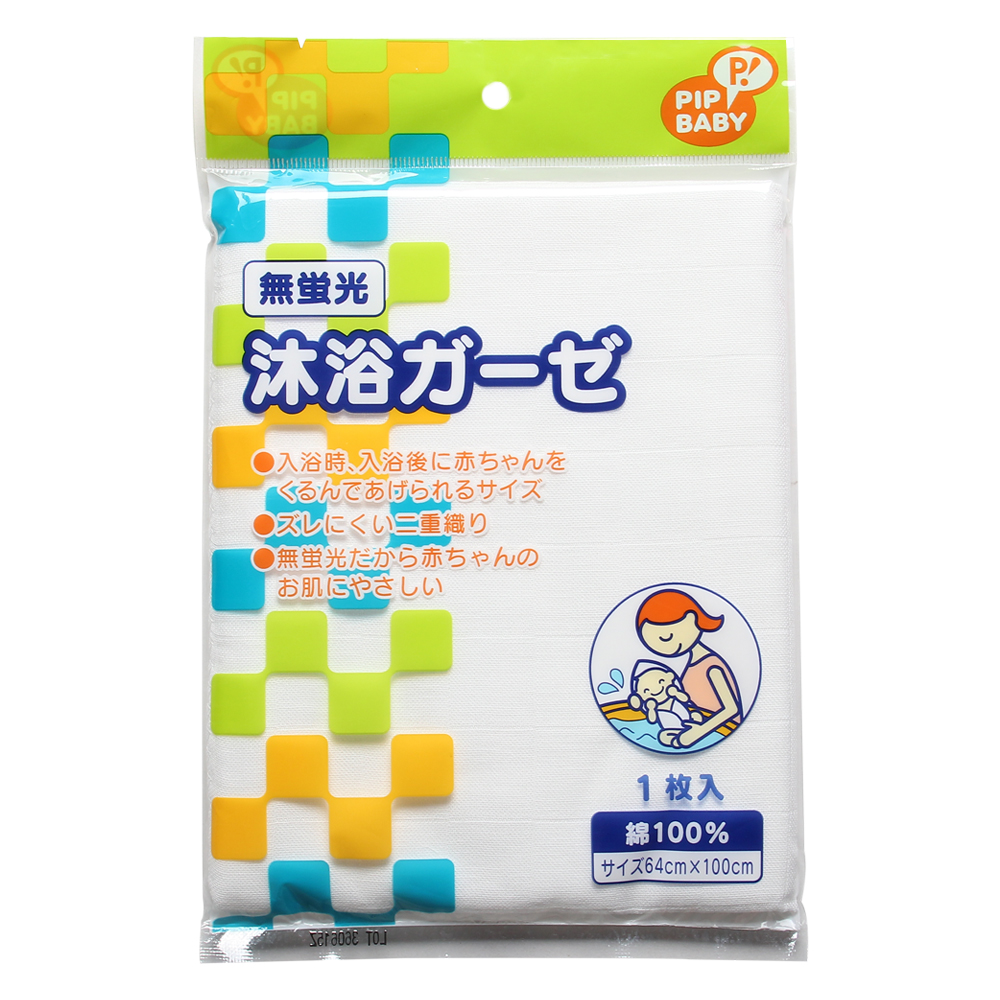 P!
PIP
BABY
P!
PIP
BABY
無蛍光
沐浴ガーゼ
●入浴時、入浴後に赤ちゃんを
くるんであげられるサイズ
●ズレにくい二重織り
●無蛍光だから赤ちゃんの
お肌にやさしい
1枚入
綿100%
サイズ64cm×100cm